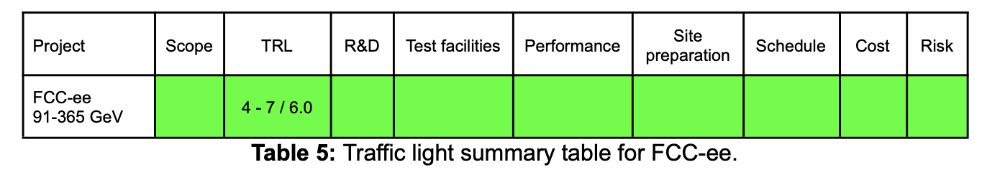 Project Scope TRL R&D Test facilities Performance Site preparation Schedule Cost Risk
FCC-ee 4 - 7 / 6.0
91-365 GeV
Table 5: Traffic light summary table for FCC-ee.